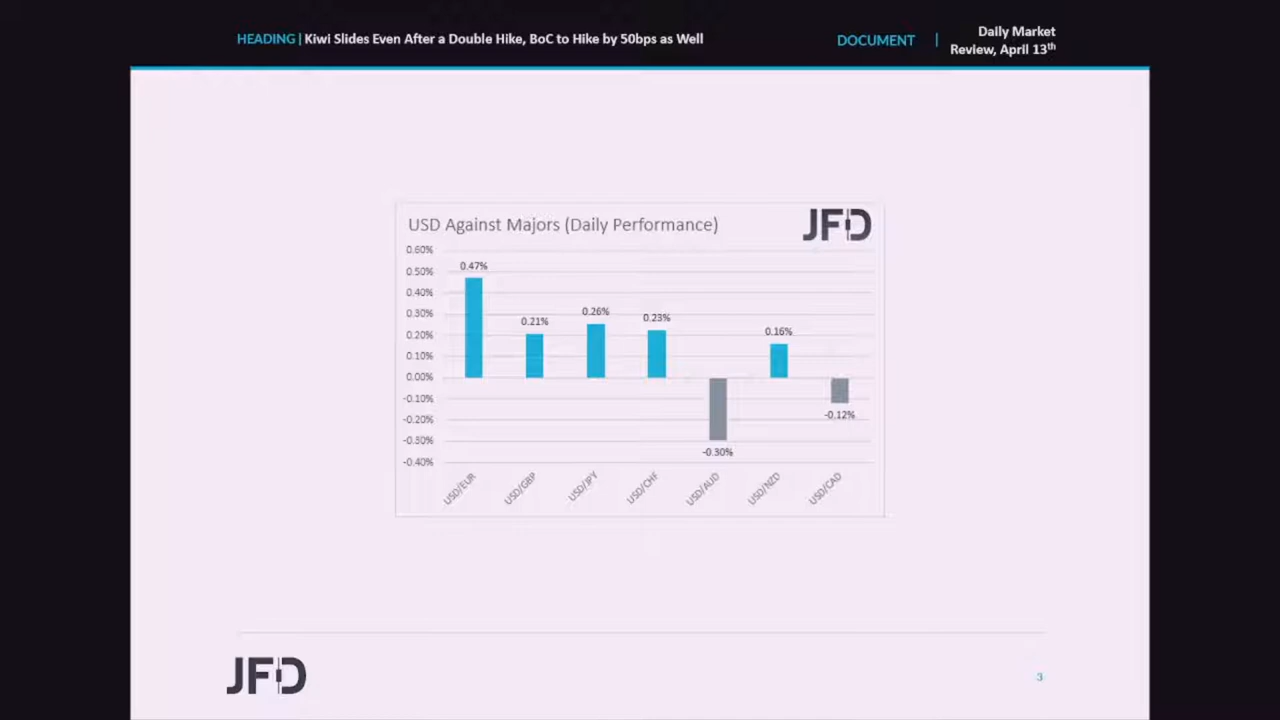 HEADING | Kiwi Slides Even After a Double Hike, BoC to Hike by 50bps as Well
DOCUMENT |
Daily Market
Review, April 13th
USD Against Majors (Daily Performance)
JFD
0.60%
0.50%
0.40%
0.30%
0.20%
0.10%
0.00%
-0.10%
-0.20%
-0.30%
-0.40%
0.47%
0.21%
0.26%
0.23%
-0.30%
0.16%
-0.12%
USD/EUR
USD/GBP
USD/JPY
USD/CHF
USD/AUD
USD/NZD
USD/CAD
JFD
3